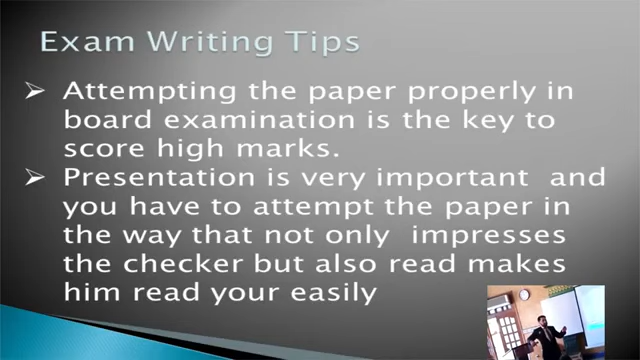 Exam Writing Tips
➢ Attempting the paper properly in
board examination is the key to
score high marks.
➢ Presentation is very important and
you have to attempt the paper in
the way that not only impresses
the checker but also read makes
him read your easily